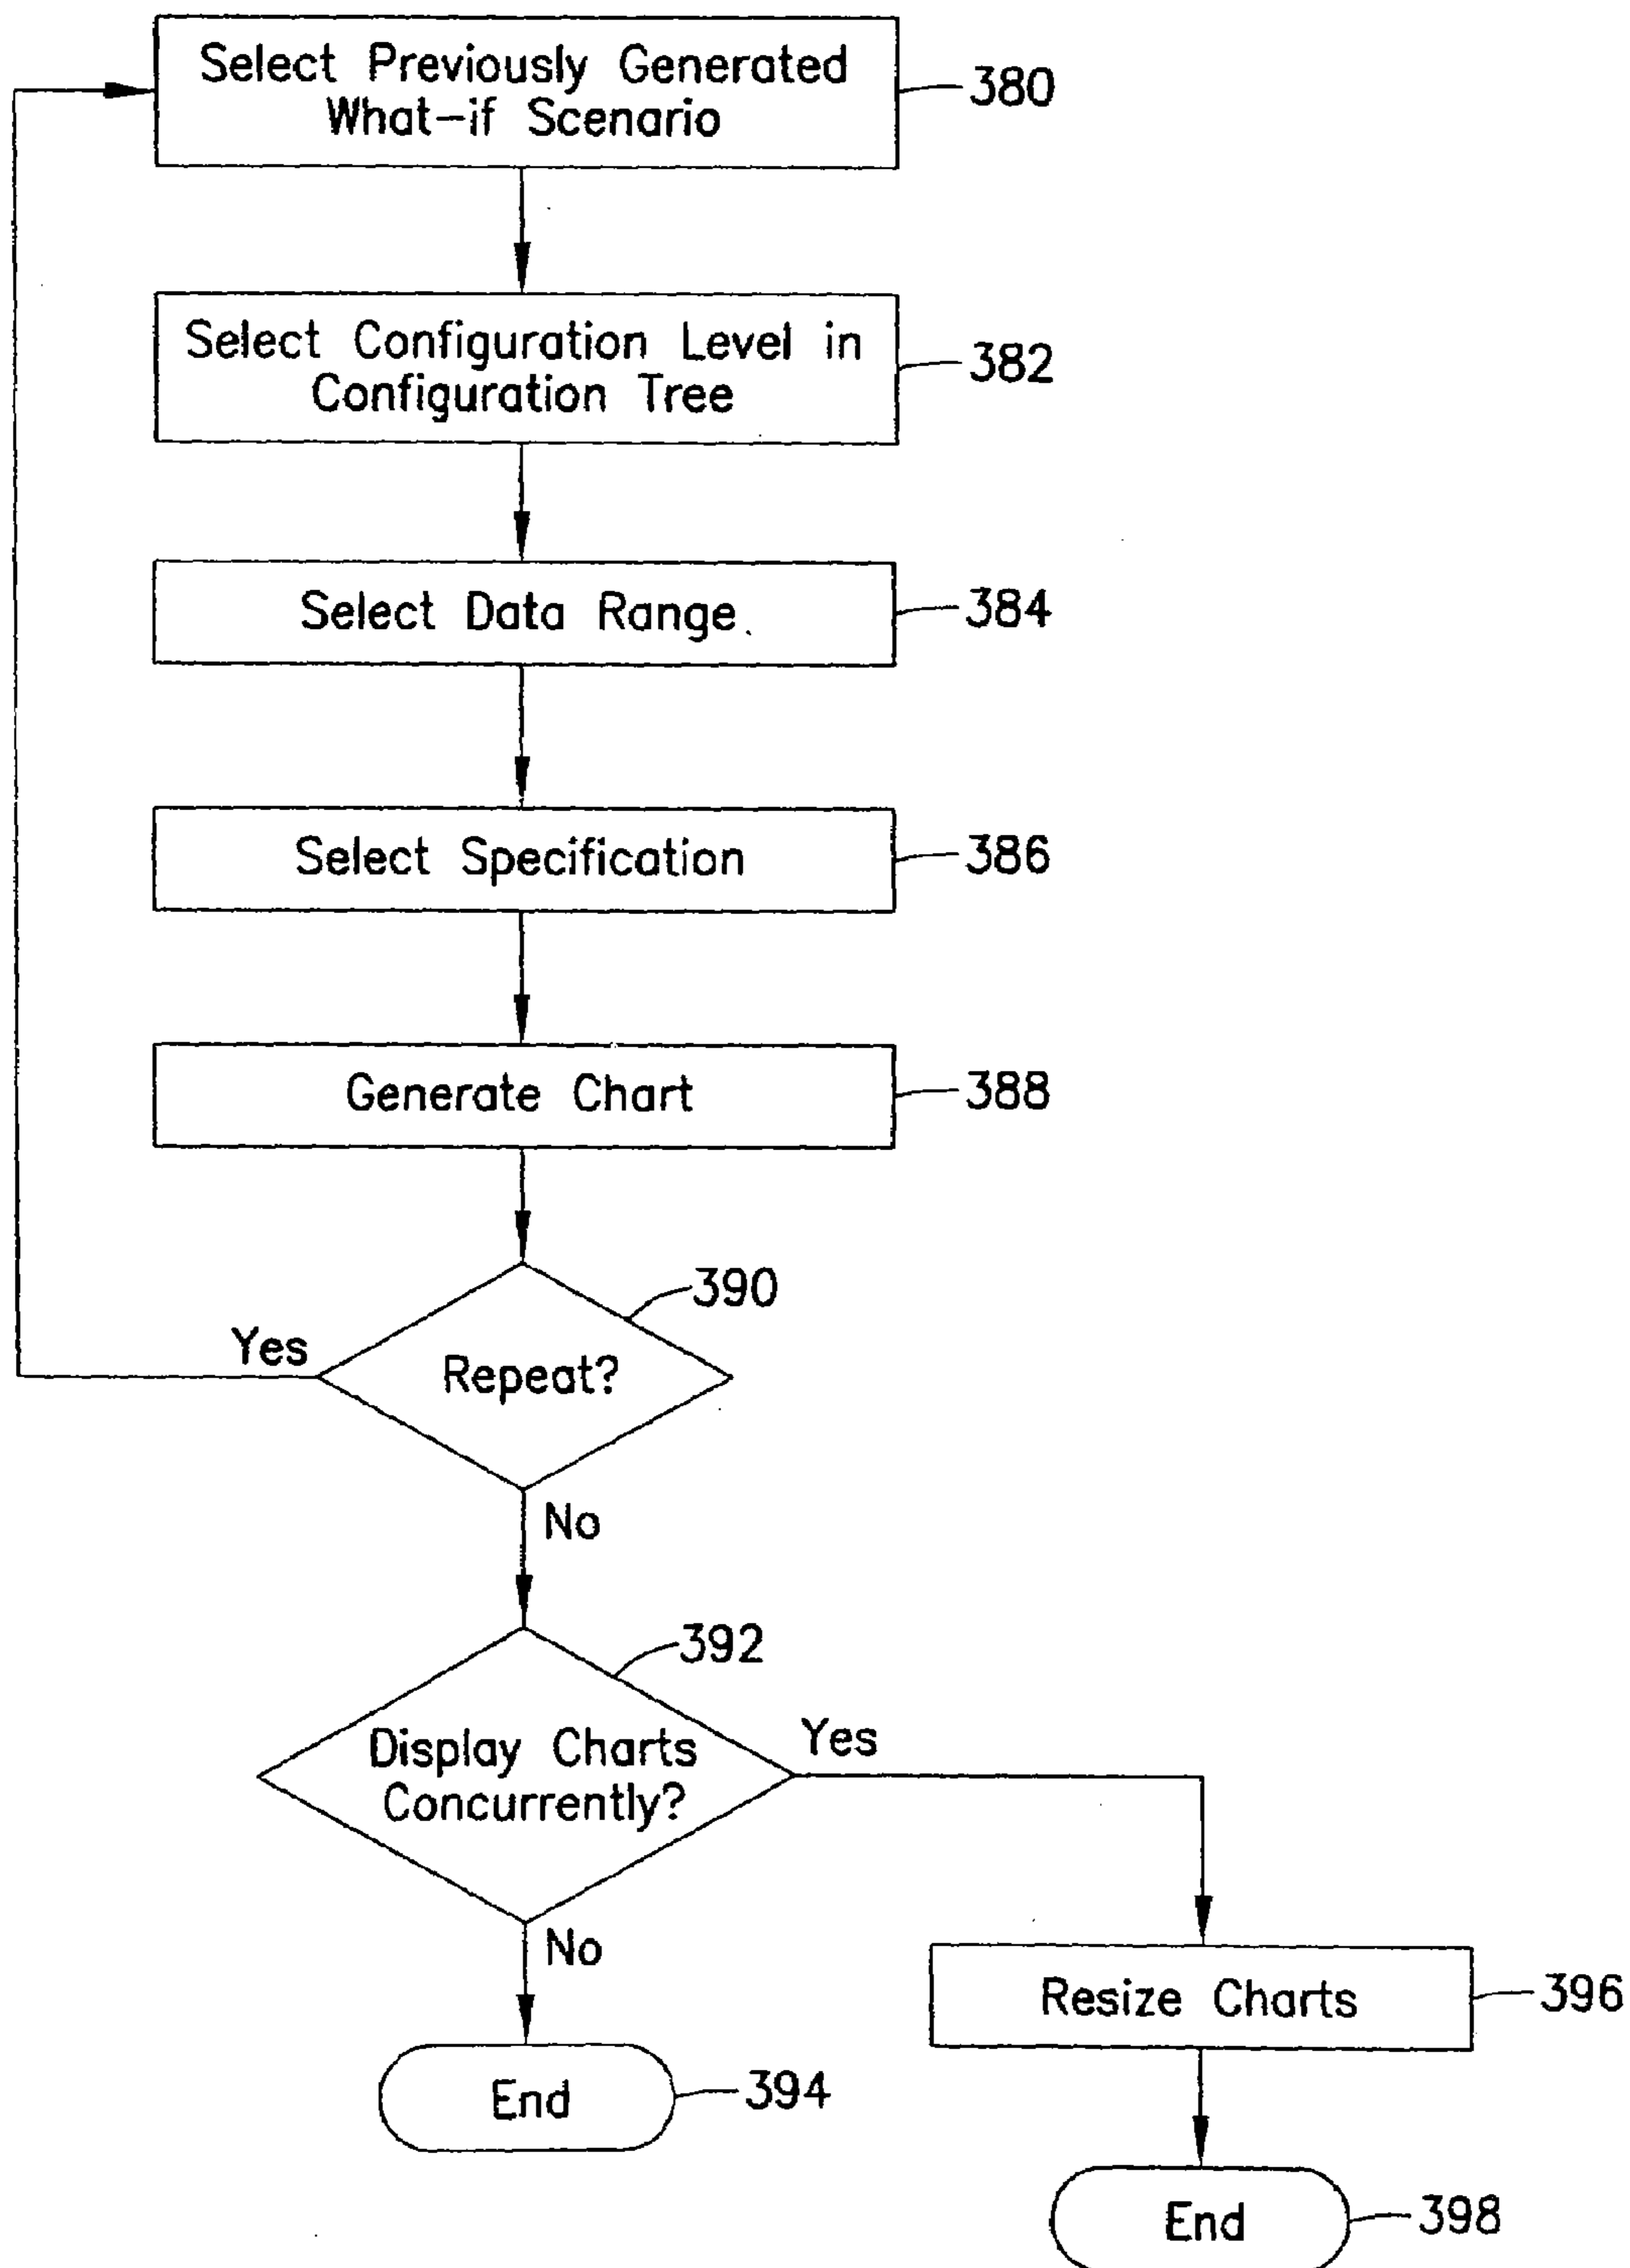 Select Previously Generated
What-if Scenario
380
Select Configuration Level in
Configuration Tree
382
Select Data Range
384
Select Specification
386
Generate Chart
388
390
Yes
Repeat?
No
392
Display Charts
Concurrently?
Yes
No
Resize Charts
396
End
394
End
398